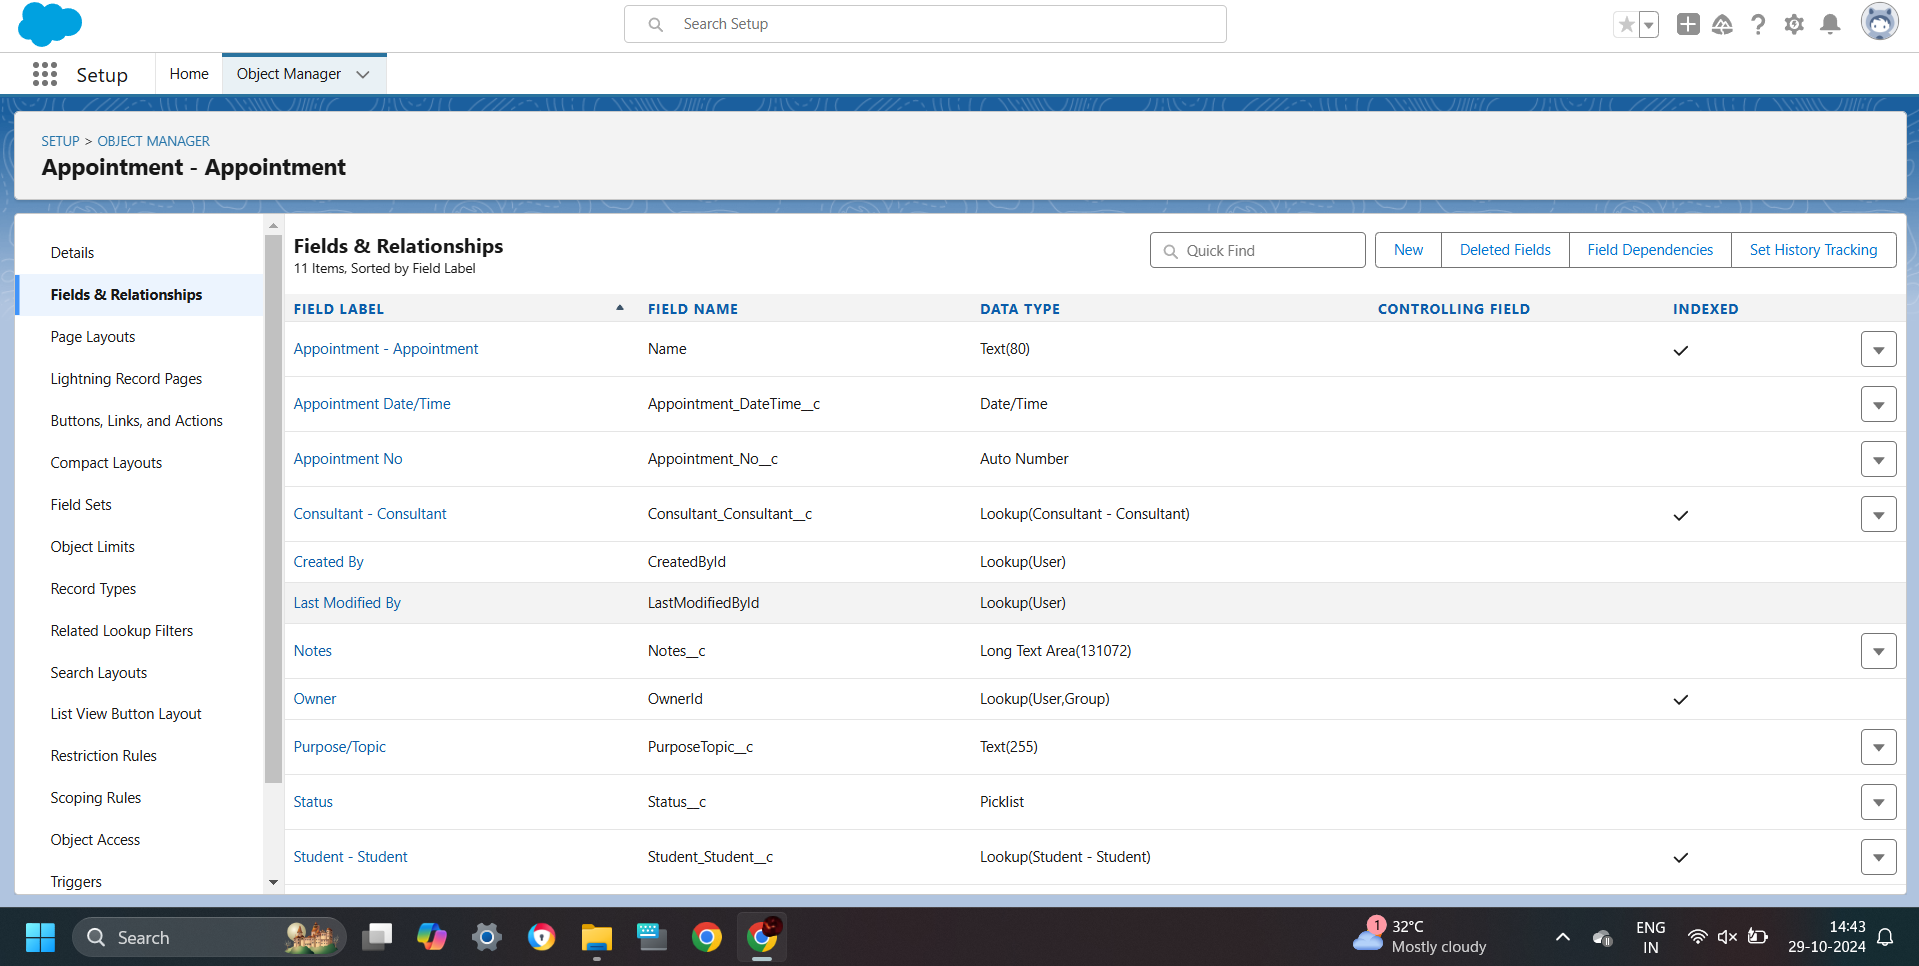 Search Setup
Setup
Home
Object Manager
SETUP > OBJECT MANAGER
Appointment - Appointment
Details
Fields & Relationships
Page Layouts
Lightning Record Pages
Buttons, Links, and Actions
Compact Layouts
Field Sets
Object Limits
Record Types
Related Lookup Filters
Search Layouts
List View Button Layout
Restriction Rules
Scoping Rules
Object Access
Triggers
Fields & Relationships
11 Items, Sorted by Field Label
Quick Find
New
Deleted Fields
Field Dependencies
Set History Tracking
FIELD LABEL FIELD NAME DATA TYPE CONTROLLING FIELD INDEXED
Appointment - Appointment Name Text(80)
Appointment Date/Time Appointment_DateTime__c Date/Time
Appointment No Appointment_No__c Auto Number
Consultant - Consultant Consultant_Consultant__c Lookup(Consultant - Consultant)
Created By CreatedById Lookup(User)
Last Modified By LastModifiedById Lookup(User)
Notes Notes__c Long Text Area(131072)
Owner OwnerId Lookup(User,Group)
Purpose/Topic PurposeTopic__c Text(255)
Status Status__c Picklist
Student - Student Student_Student__c Lookup(Student - Student)
Search
1
32°C
Mostly cloudy
ENG
IN
14:43
29-10-2024